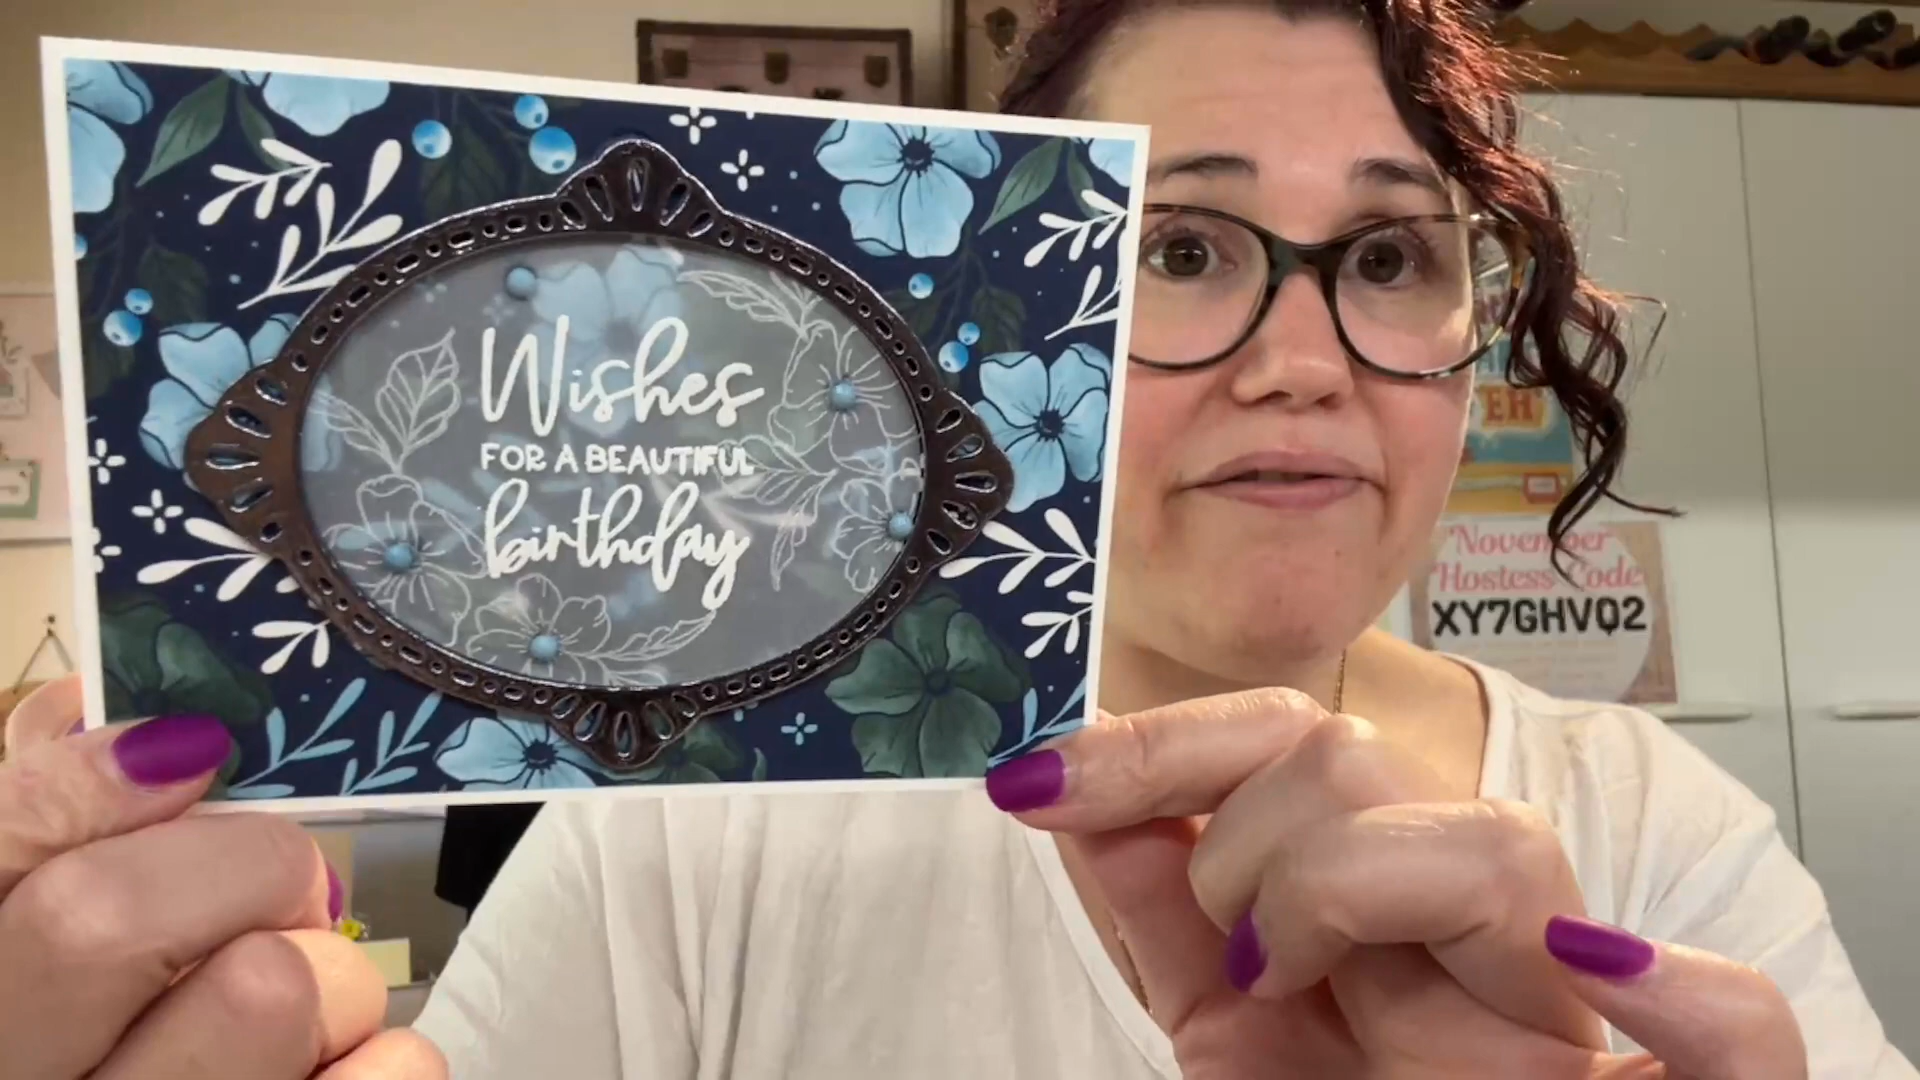 Wishes
FOR A BEAUTIFUL
birthday
EH
November
Hostess Code
XY7GHVQ2